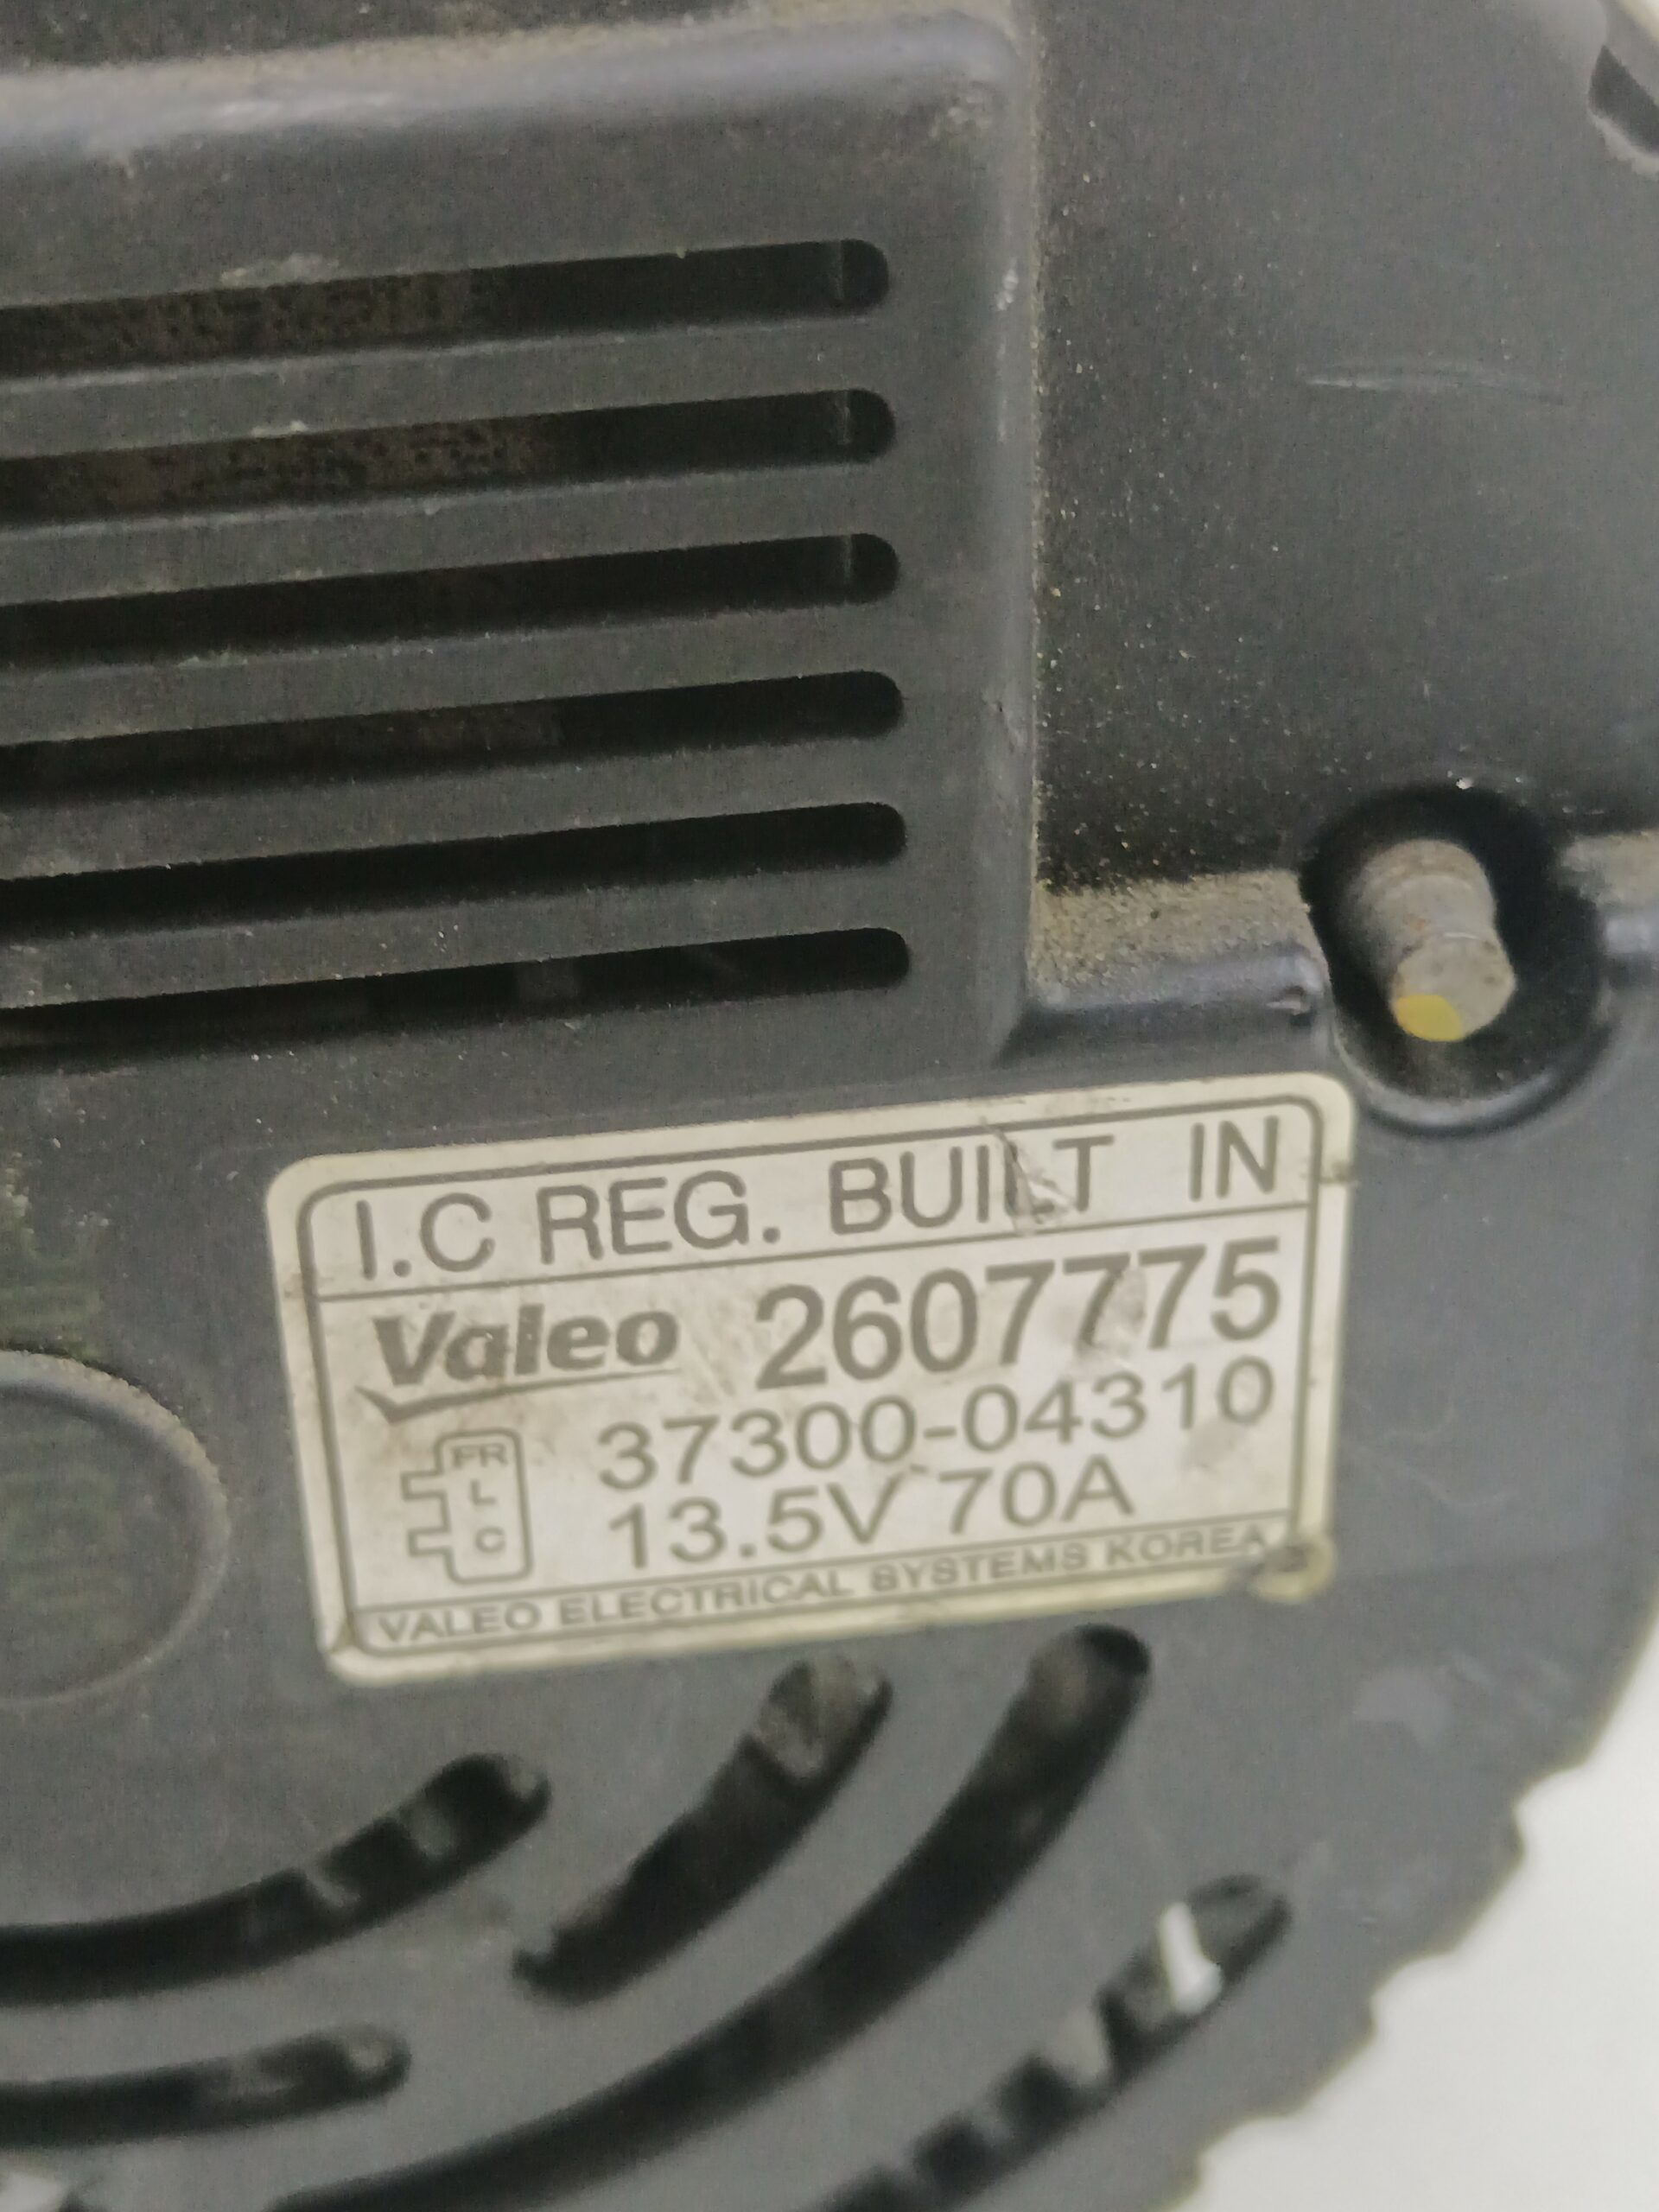 I.C REG. BUILT IN
Valeo 2607775
37300-04310
13.5V 70A
FR
L
C
VALEO ELECTRICAL SYSTEMS KOREA